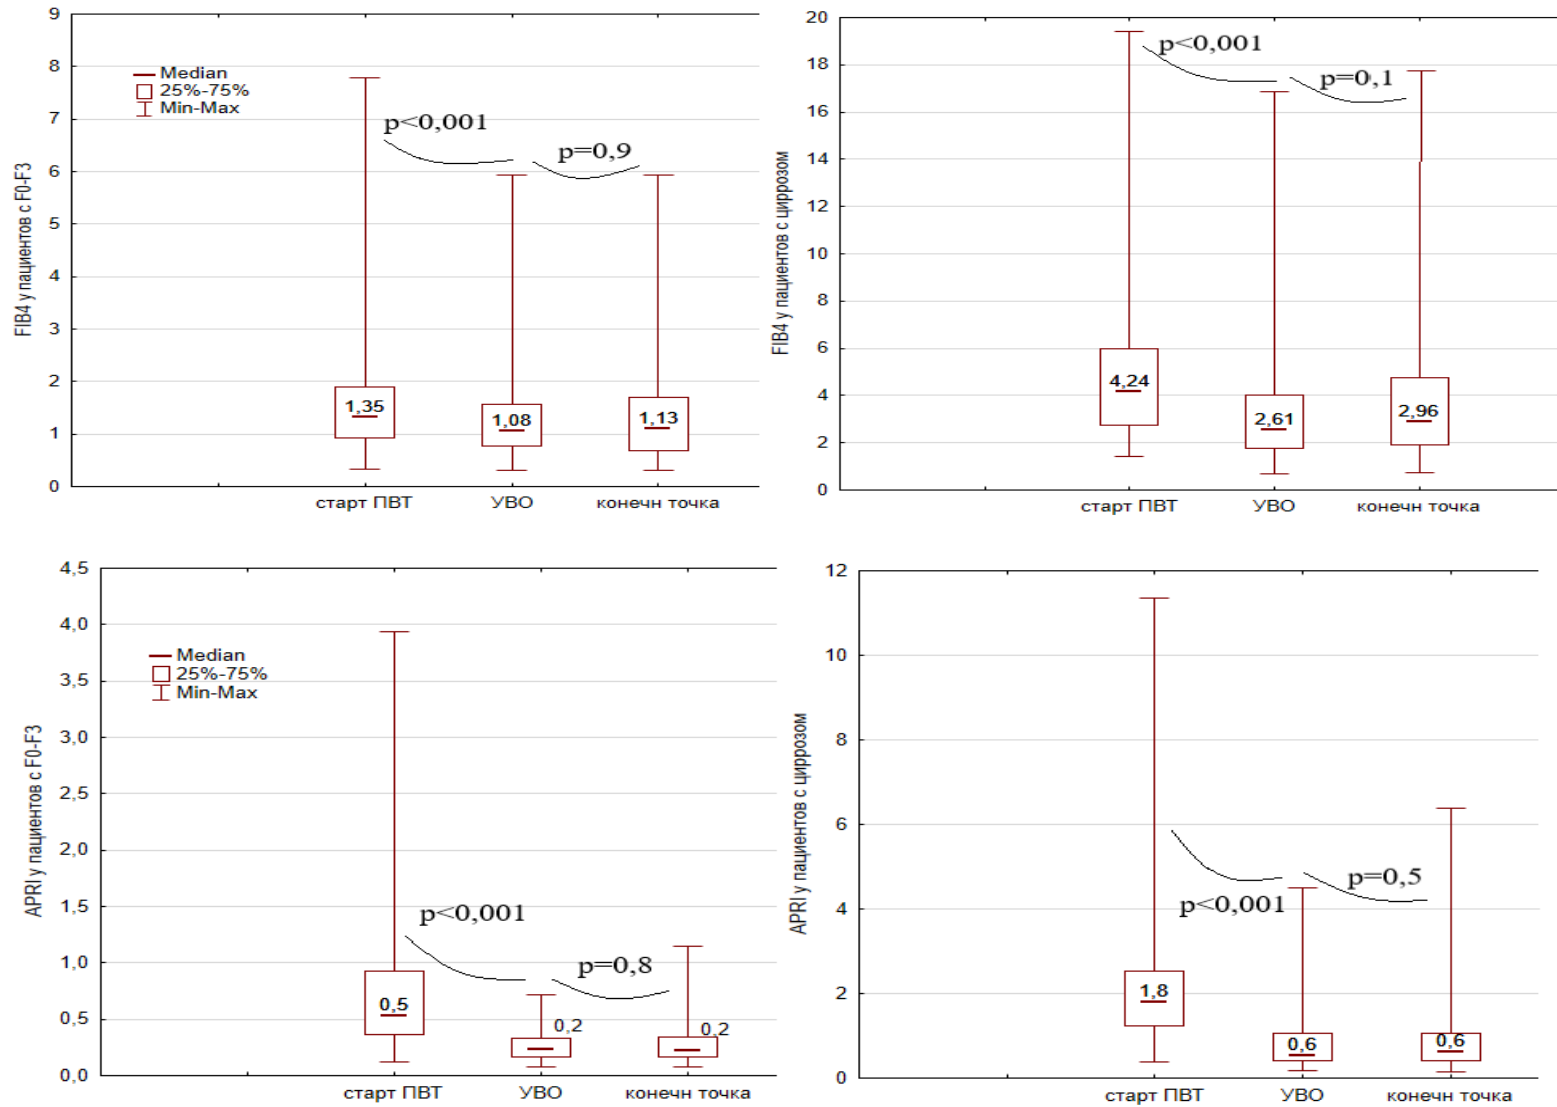 FIB4 у пациентов с F0-F3
9
8
7
6
5
4
3
2
1
0
Median
25%-75%
Min-Max
p<0,001
p=0,9
1,35
1,08
1,13
старт ПВТ
УВО
конечн точка
FIB4 у пациентов с циррозом
20
18
16
14
12
10
8
6
4
2
0
p<0,001
p=0,1
4,24
2,61
2,96
старт ПВТ
УВО
конечн точка
APRI у пациентов с F0-F3
4,5
4,0
3,5
3,0
2,5
2,0
1,5
1,0
0,5
0,0
Median
25%-75%
Min-Max
p<0,001
p=0,8
0,5
0,2
0,2
старт ПВТ
УВО
конечн точка
APRI у пациентов с циррозом
12
10
8
6
4
2
0
p=0,5
p<0,001
1,8
0,6
0,6
старт ПВТ
УВО
конечн точка